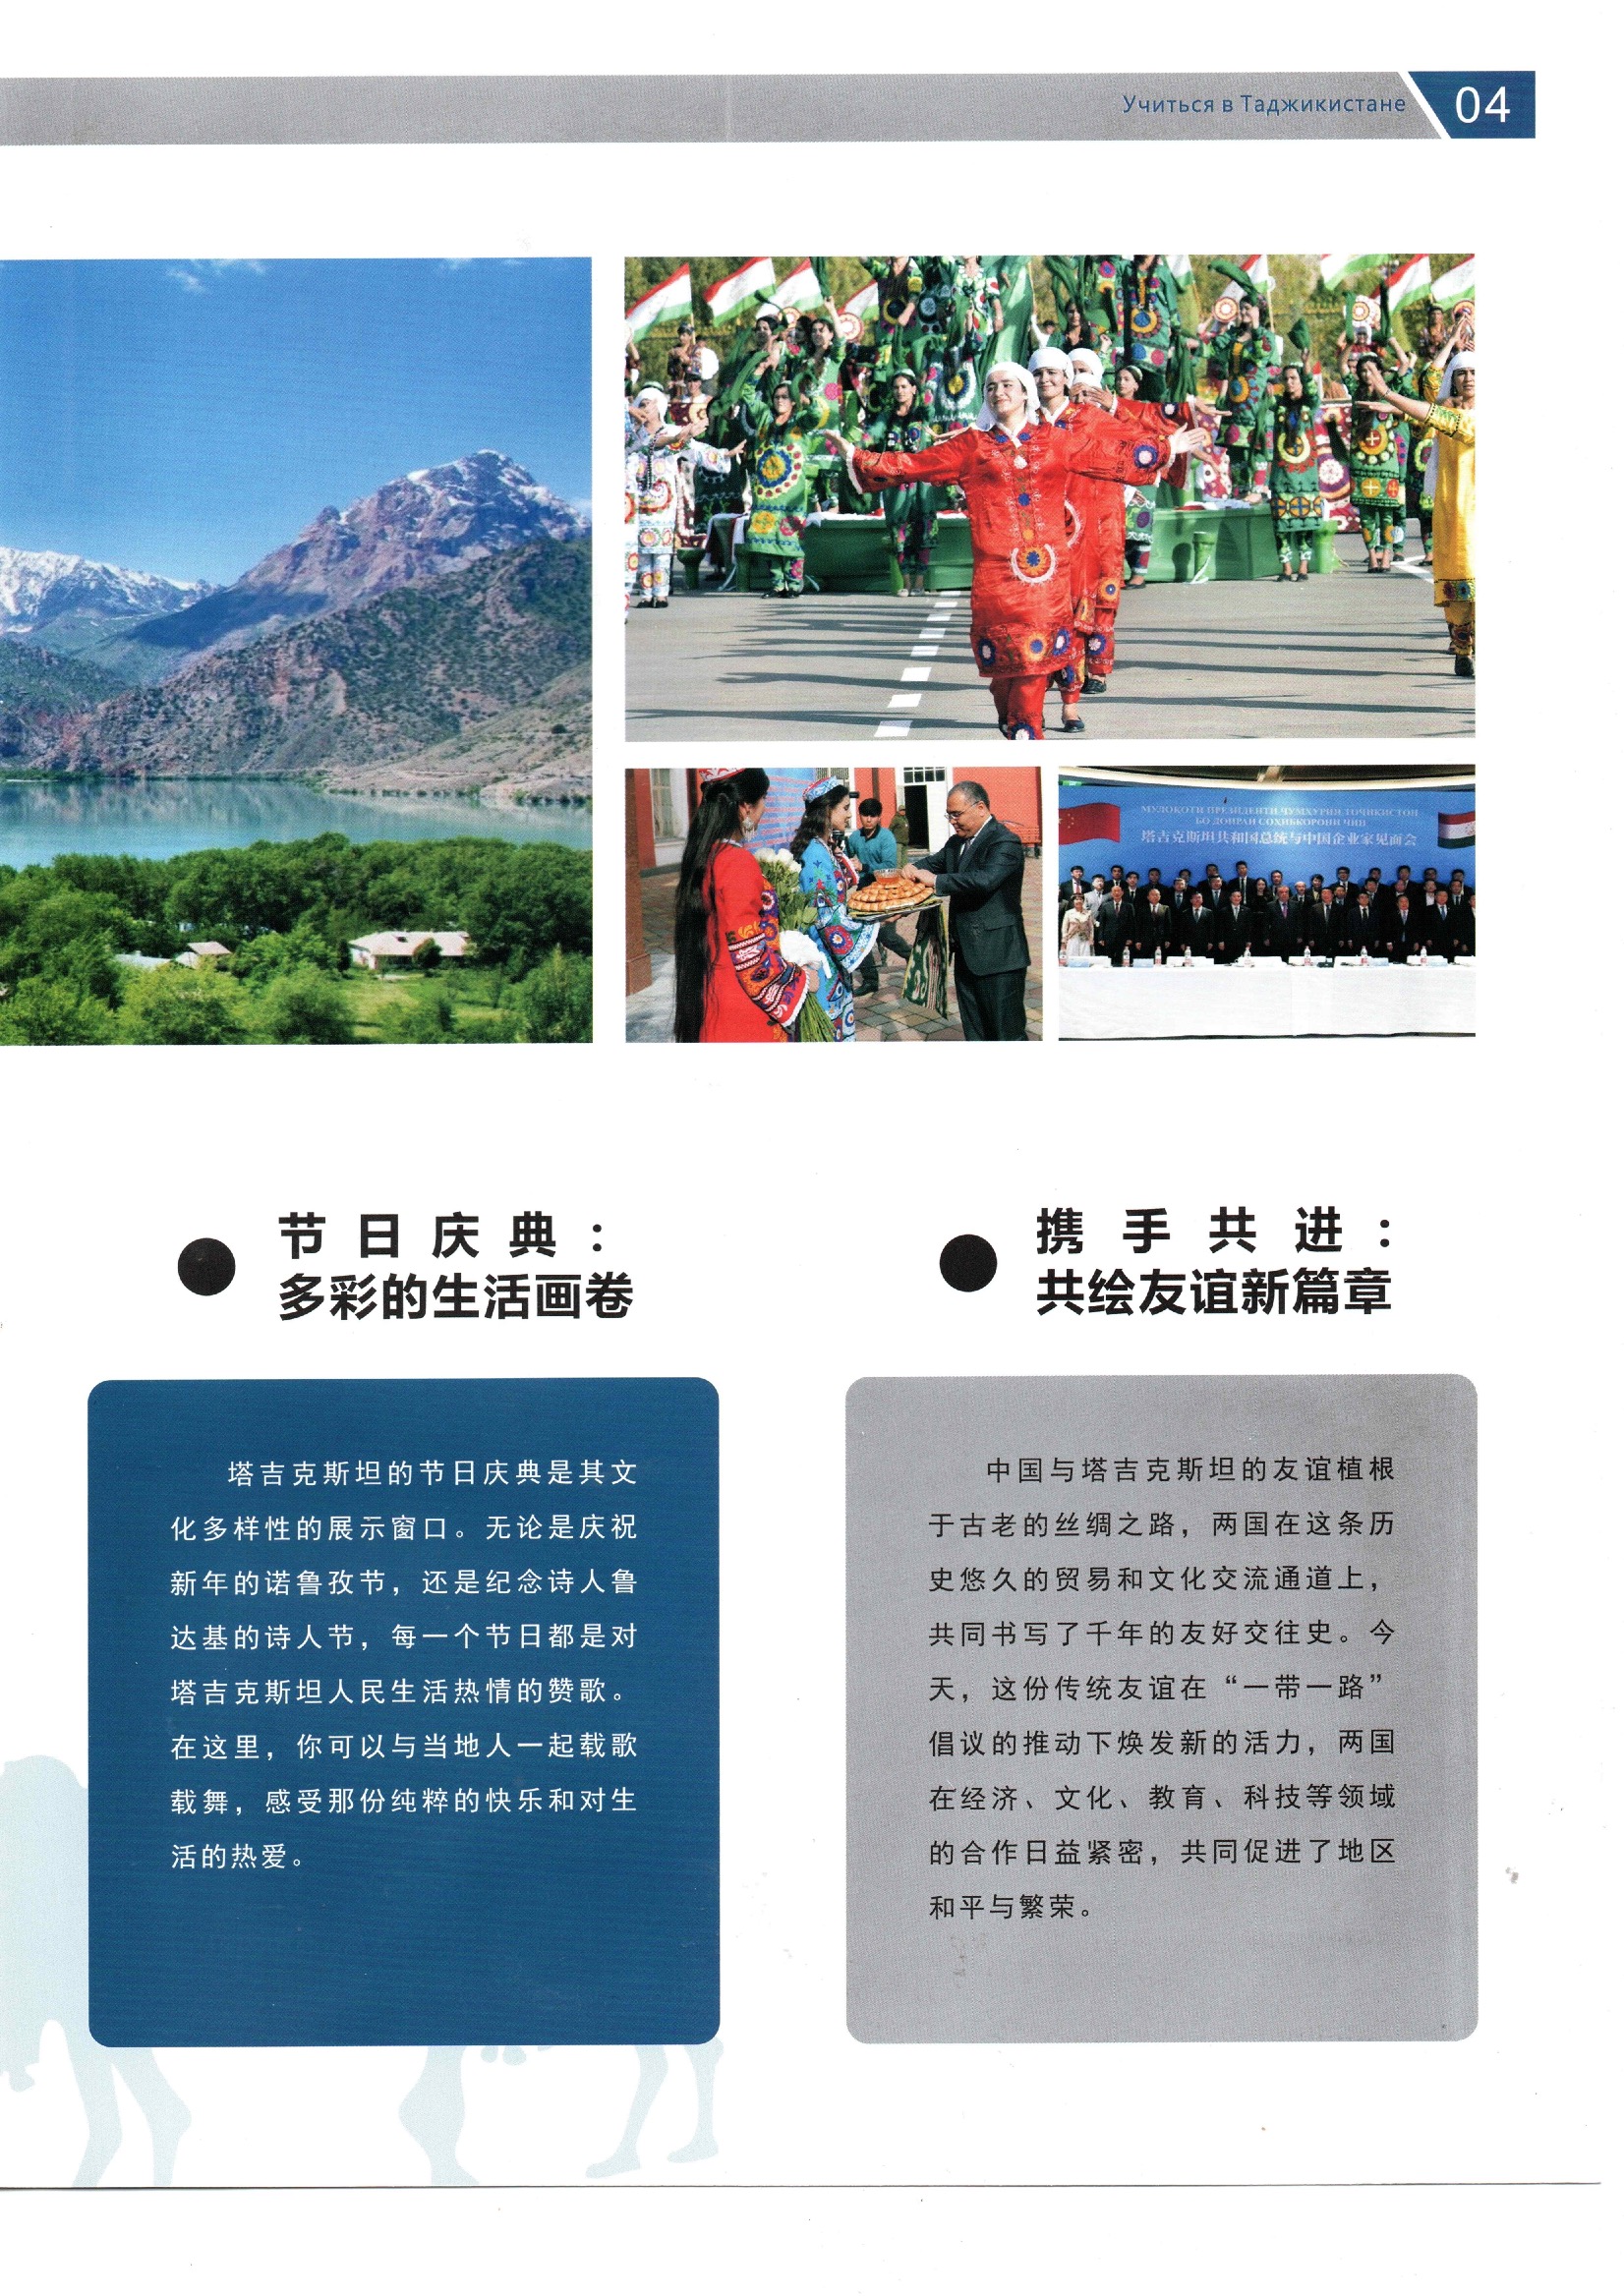 Учиться в Таджикистане
04
МУЛОҚОТИ ПРЕЗИДЕНТИ ҶУМҲУРИИ ТОҶИКИСТОН
БО ДОИРАИ СОҲИБКОРОНИ ЧИН
塔吉克斯坦共和国总统与中国企业家见面会
节日庆典：
多彩的生活画卷
塔吉克斯坦的节日庆典是其文
化多样性的展示窗口。无论是庆祝
新年的诺鲁孜节，还是纪念诗人鲁
达基的诗人节，每一个节日都是对
塔吉克斯坦人民生活热情的赞歌。
在这里，你可以与当地人一起载歌
载舞，感受那份纯粹的快乐和对生
活的热爱。
携手共进：
共绘友谊新篇章
中国与塔吉克斯坦的友谊植根
于古老的丝绸之路，两国在这条历
史悠久的贸易和文化交流通道上，
共同书写了千年的友好交往史。今
天，这份传统友谊在“一带一路”
倡议的推动下焕发新的活力，两国
在经济、文化、教育、科技等领域
的合作日益紧密，共同促进了地区
和平与繁荣。